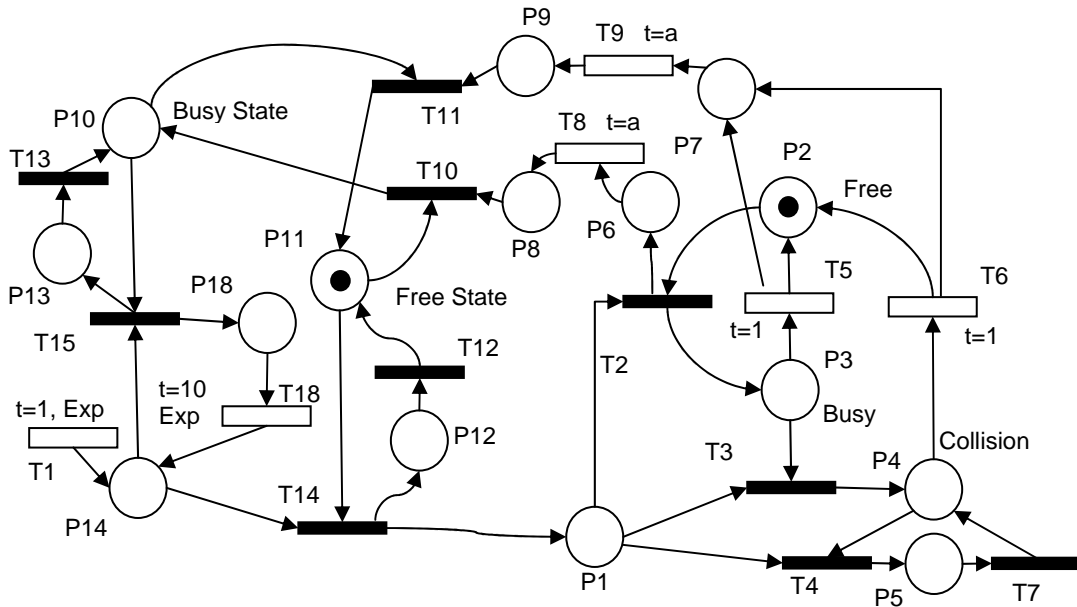 P9
T9 t=a
P10
Busy State
T11
T8 t=a
P7
P2
T13
T10
Free
P6
P8
P11
P13
P18
Free State
T5
T6
T15
t=1
t=1
T12
T2
P3
t=10
Exp
T18
t=1, Exp
Busy
P12
Collision
T1
T3
P4
T14
P14
P1
T4
P5
T7